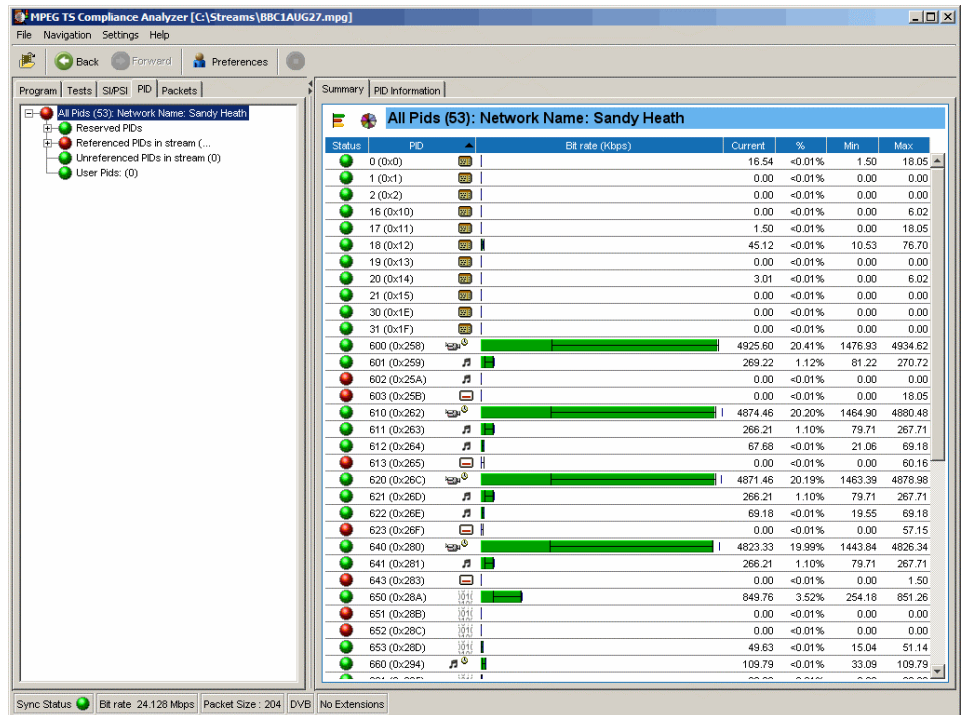 MPEG TS Compliance Analyzer [C:\Streams\BBC1AUG27.mpg]
File Navigation Settings Help
Back Forward Preferences
Program Tests SI/PSI PID Packets
All Pids (53): Network Name: Sandy Heath
Reserved PIDs
Referenced PIDs in stream (...
Unreferenced PIDs in stream (0)
User Pids: (0)
Summary PID Information
All Pids (53): Network Name: Sandy Heath
Status PID Bit rate (Kbps) Current % Min Max
0 (0x0) 16.54 <0.01% 1.50 18.05
1 (0x1) 0.00 <0.01% 0.00 0.00
2 (0x2) 0.00 <0.01% 0.00 0.00
16 (0x10) 0.00 <0.01% 0.00 6.02
17 (0x11) 1.50 <0.01% 0.00 18.05
18 (0x12) 45.12 <0.01% 10.53 76.70
19 (0x13) 0.00 <0.01% 0.00 0.00
20 (0x14) 3.01 <0.01% 0.00 6.02
21 (0x15) 0.00 <0.01% 0.00 0.00
30 (0x1E) 0.00 <0.01% 0.00 0.00
31 (0x1F) 0.00 <0.01% 0.00 0.00
600 (0x258) 4925.60 20.41% 1476.93 4934.62
601 (0x259) 269.22 1.12% 81.22 270.72
602 (0x25A) 0.00 <0.01% 0.00 0.00
603 (0x25B) 0.00 <0.01% 0.00 18.05
610 (0x262) 4874.46 20.20% 1464.90 4880.48
611 (0x263) 266.21 1.10% 79.71 267.71
612 (0x264) 67.68 <0.01% 21.06 69.18
613 (0x265) 0.00 <0.01% 0.00 60.16
620 (0x26C) 4871.46 20.19% 1463.39 4878.98
621 (0x26D) 266.21 1.10% 79.71 267.71
622 (0x26E) 69.18 <0.01% 19.55 69.18
623 (0x26F) 0.00 <0.01% 0.00 57.15
640 (0x280) 4823.33 19.99% 1443.84 4826.34
641 (0x281) 266.21 1.10% 79.71 267.71
643 (0x283) 0.00 <0.01% 0.00 1.50
650 (0x28A) 849.76 3.52% 254.18 851.26
651 (0x28B) 0.00 <0.01% 0.00 0.00
652 (0x28C) 0.00 <0.01% 0.00 0.00
653 (0x28D) 49.63 <0.01% 15.04 51.14
660 (0x294) 109.79 <0.01% 33.09 109.79
Sync Status Bit rate 24.128 Mbps Packet Size : 204 DVB No Extensions